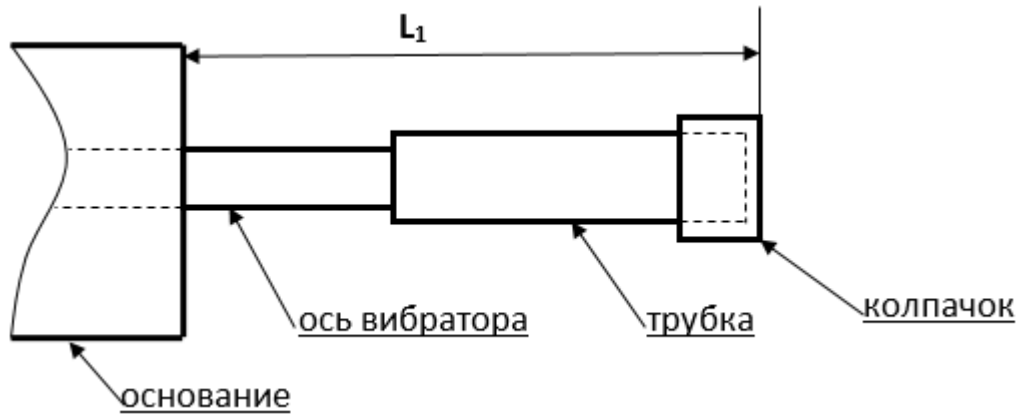 L₁
ось вибратора
трубка
колпачок
основание